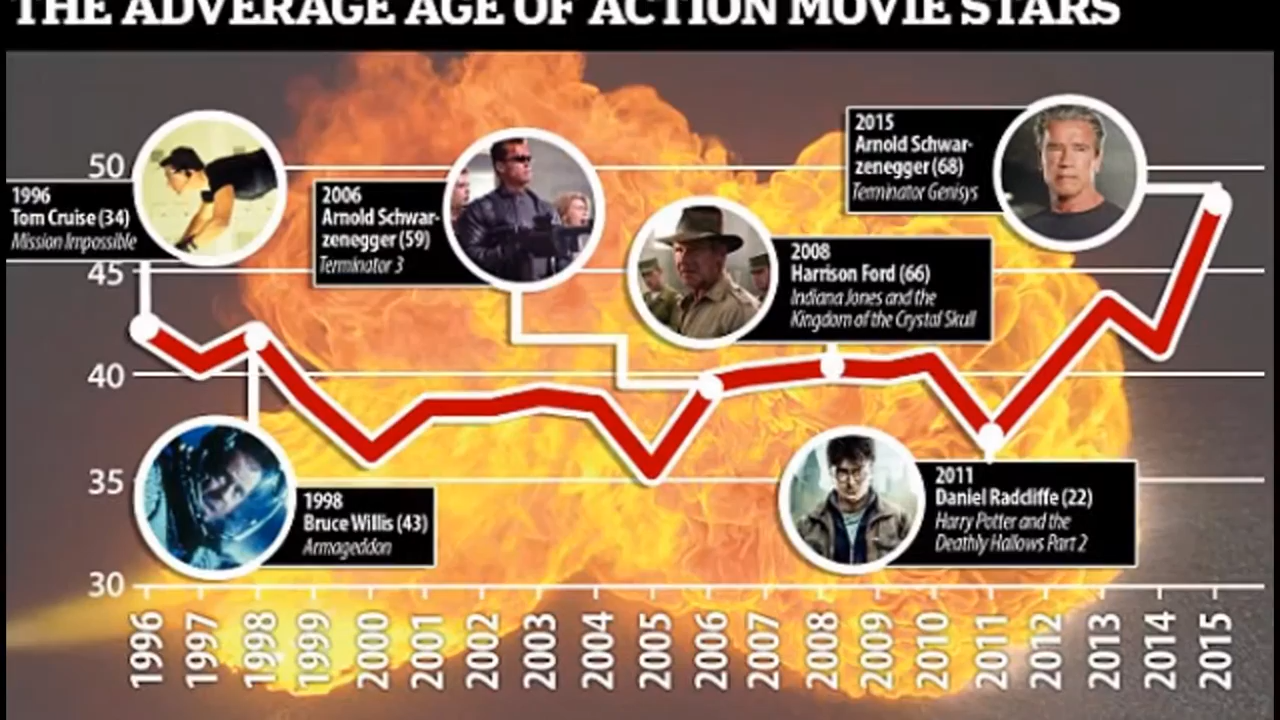 THE ADVERAGE AGE OF ACTION MOVIE STARS
2015
Arnold Schwar-
zenegger (68)
Terminator Genisys
50
1996
Tom Cruise (34)
Mission Impossible
2006
Arnold Schwar-
zenegger (59)
Terminator 3
2008
Harrison Ford (66)
Indiana Jones and the
Kingdom of the Crystal Skull
45
40
35
1998
Bruce Willis (43)
Armageddon
2011
Daniel Radcliffe (22)
Harry Potter and the
Deathly Hallows Part 2
30
1996
1997
1998
1999
2000
2001
2002
2003
2004
2005
2006
2007
2008
2009
2010
2011
2012
2013
2014
2015